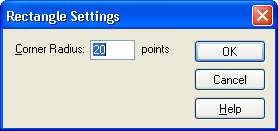 Rectangle Settings
Corner Radius: 20 points
OK
Cancel
Help